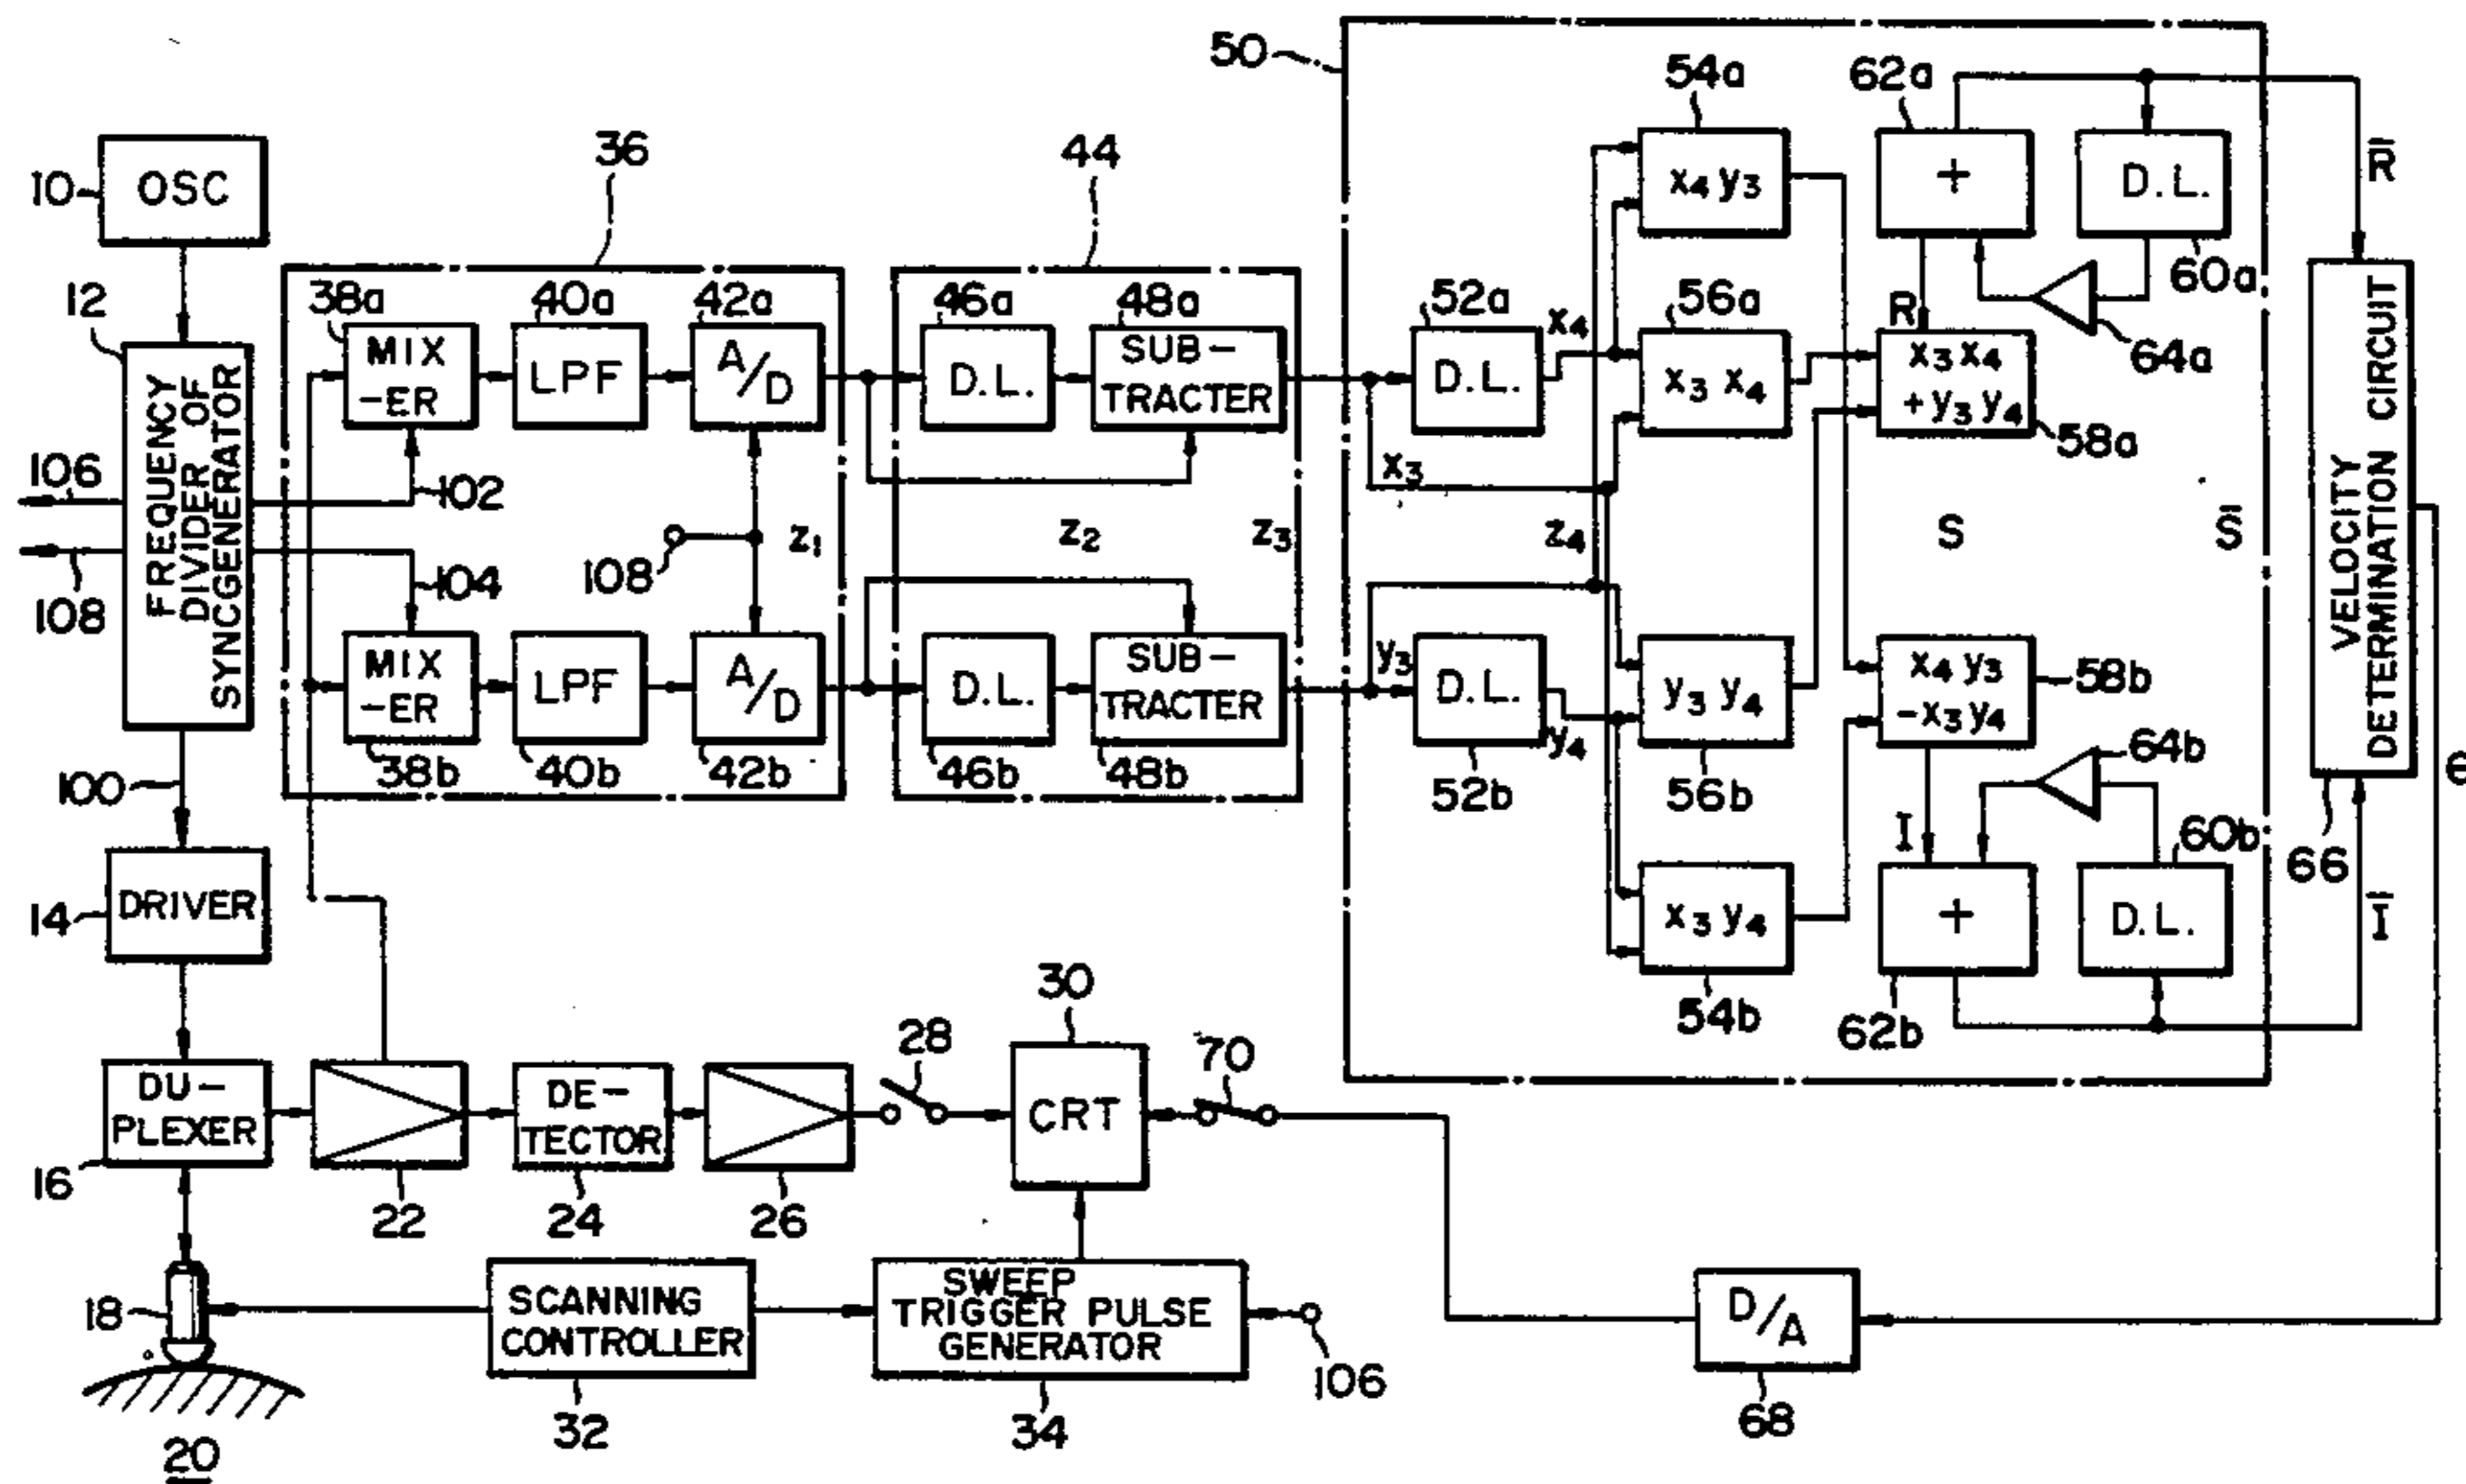 50
54a
62a
36
44
x4 y3
+
D.L.
R̄
10
OSC
60a
12
38a
40a
42a
46a
48a
52a
x4
56a
R
64a
MIX
-ER
LPF
A/D
D.L.
SUB-
TRACTER
D.L.
x3 x4
x3 x4
+y3 y4
58a
FREQUENCY
DIVIDER OF
SYNCGENERATOR
106
102
x3
108
104
108
z1
z2
z3
z4
S
S̄
VELOCITY
DETERMINATION CIRCUIT
MIX
-ER
LPF
A/D
D.L.
SUB-
TRACTER
y3
D.L.
y3 y4
x4 y3
-x3 y4
58b
38b
40b
42b
46b
48b
y4
52b
56b
64b
e
100
I
60b
66
14
DRIVER
x3 y4
+
D.L.
Ī
30
54b
62b
28
70
DU-
PLEXER
DE-
TECTOR
CRT
16
22
24
26
18
SCANNING
CONTROLLER
SWEEP
TRIGGER PULSE
GENERATOR
106
D/A
20
32
34
68